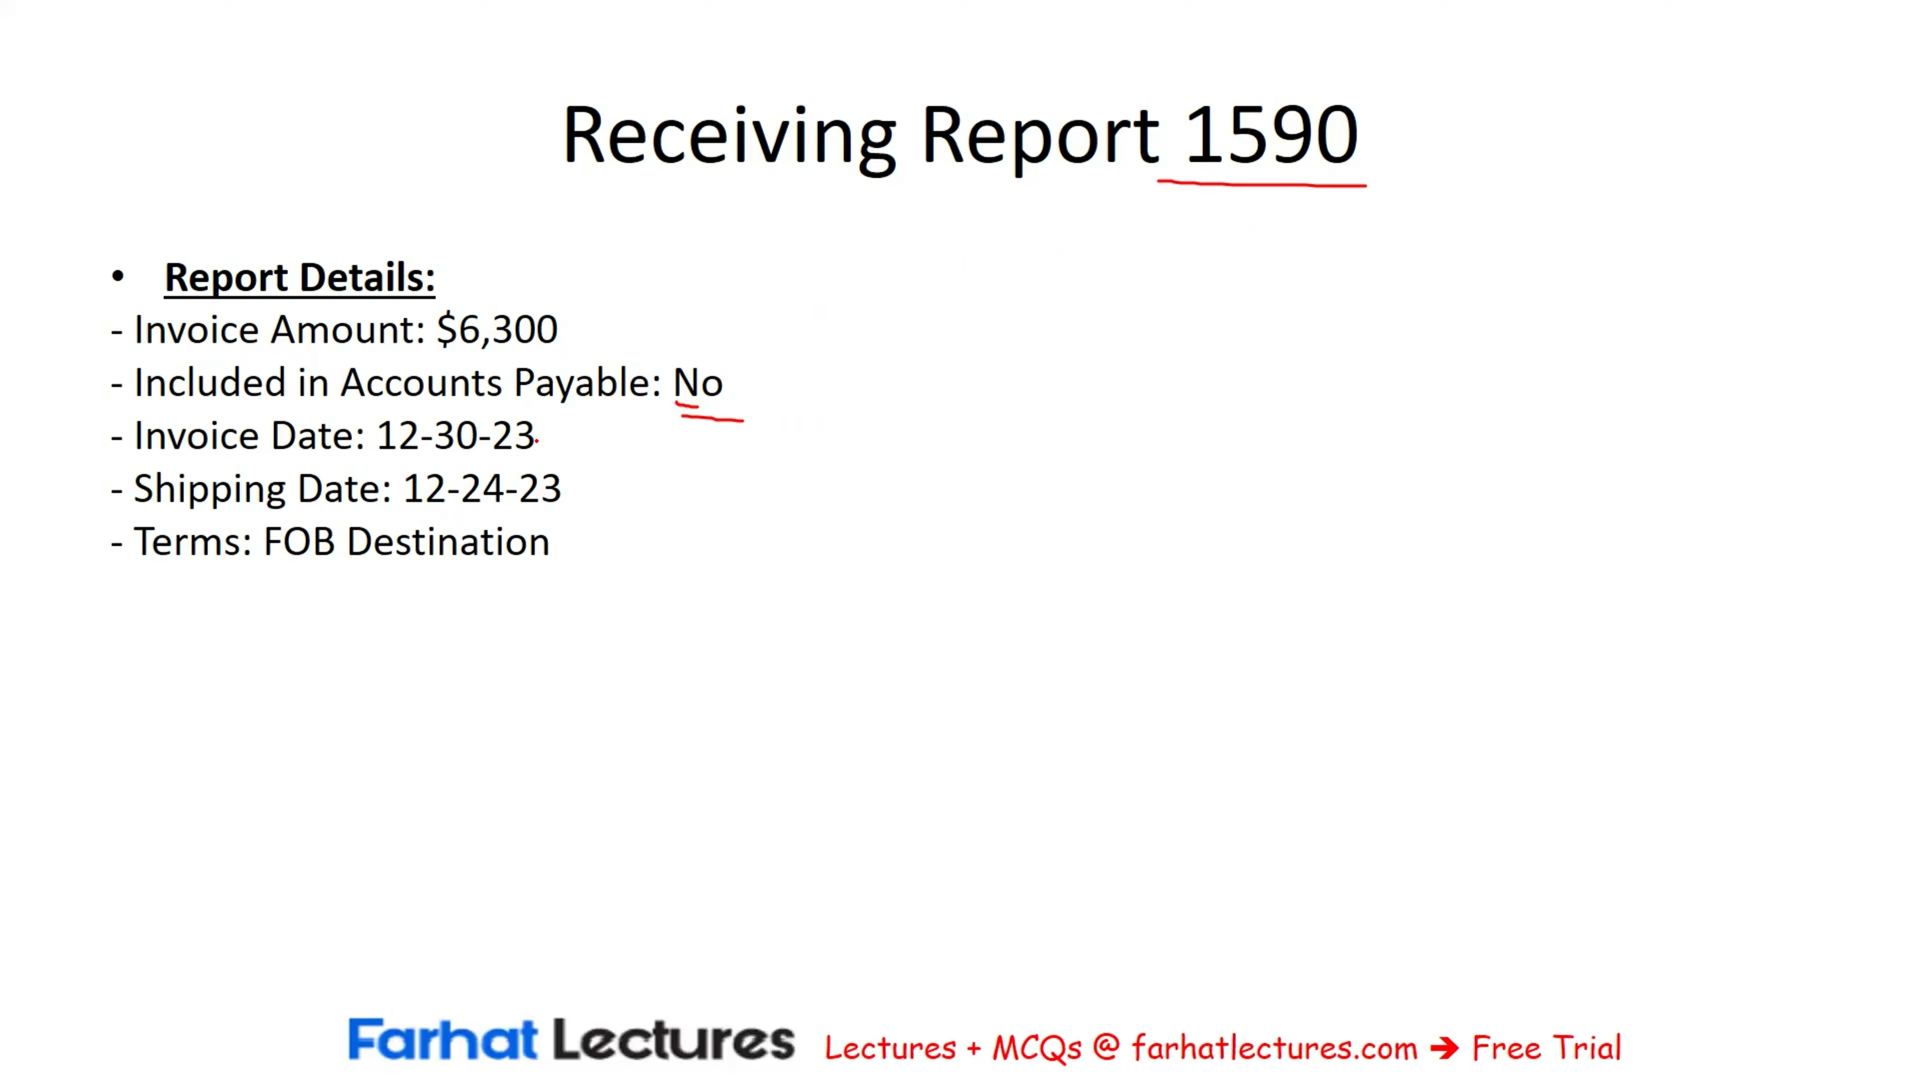 Receiving Report 1590
• Report Details:
- Invoice Amount: $6,300
- Included in Accounts Payable: No
- Invoice Date: 12-30-23
- Shipping Date: 12-24-23
- Terms: FOB Destination
Farhat Lectures Lectures + MCQs @ farhatlectures.com ➔ Free Trial